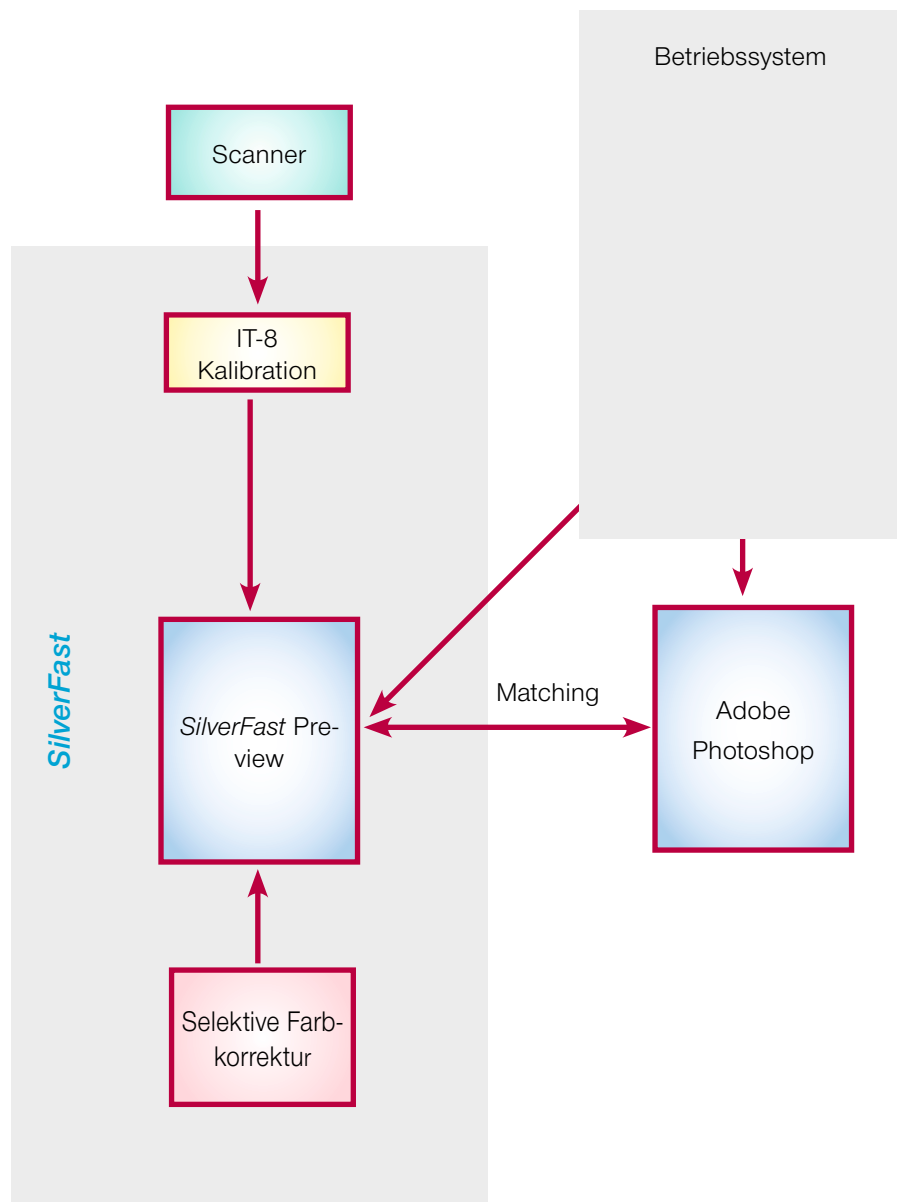 Betriebssystem
Scanner
IT-8
Kalibration
SilverFast
SilverFast Pre-
view
Matching
Adobe
Photoshop
Selektive Farb-
korrektur